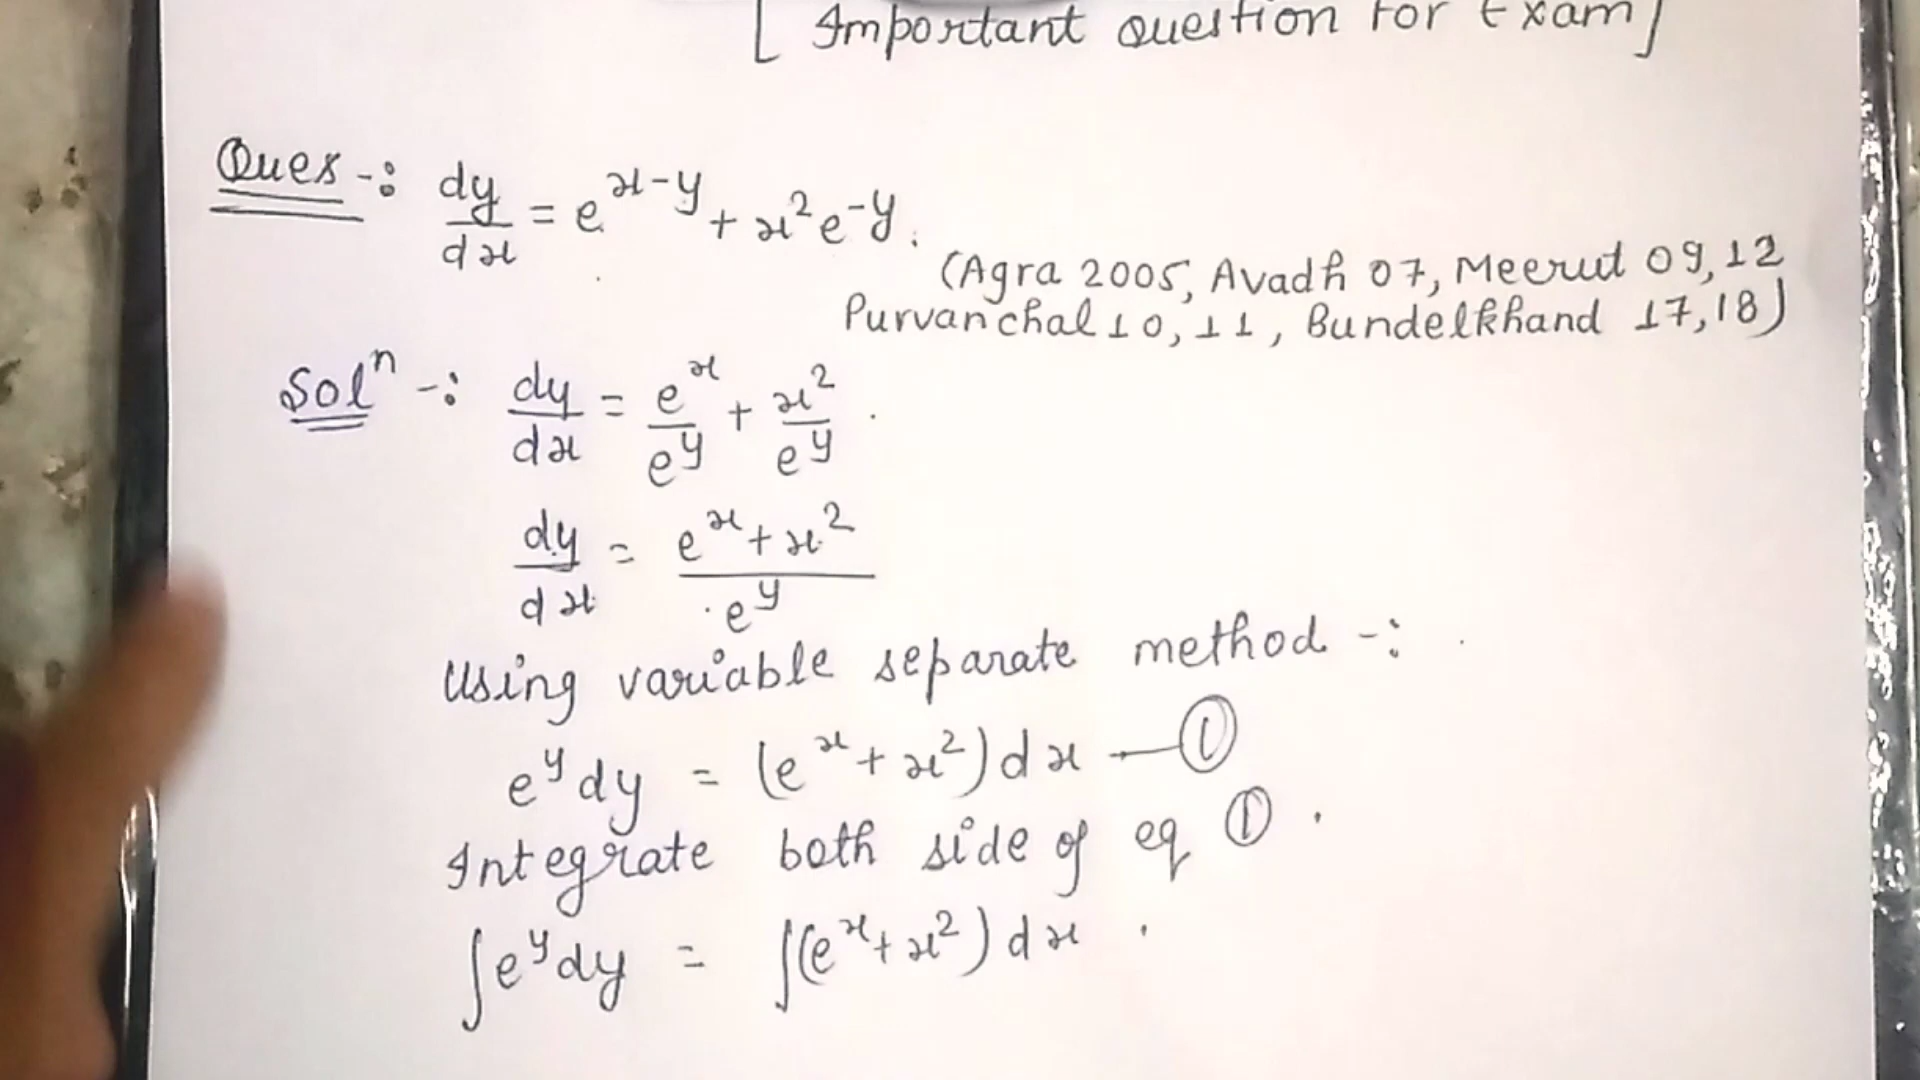 [ Important question For Exam ]
Ques -: dy/dx = e^(x-y) + x²e^-y.
(Agra 2005, Avadh 07, Meerut 09, 12
Purvanchal 10, 11, Bundelkhand 17, 18)
Solⁿ -: dy/dx = e^x/e^y + x²/e^y
dy/dx = (e^x + x²)/e^y
Using variable separate method -:
e^y dy = (e^x + x²) dx — ①
Integrate both side of eq ① .
∫e^y dy = ∫(e^x + x²) dx .